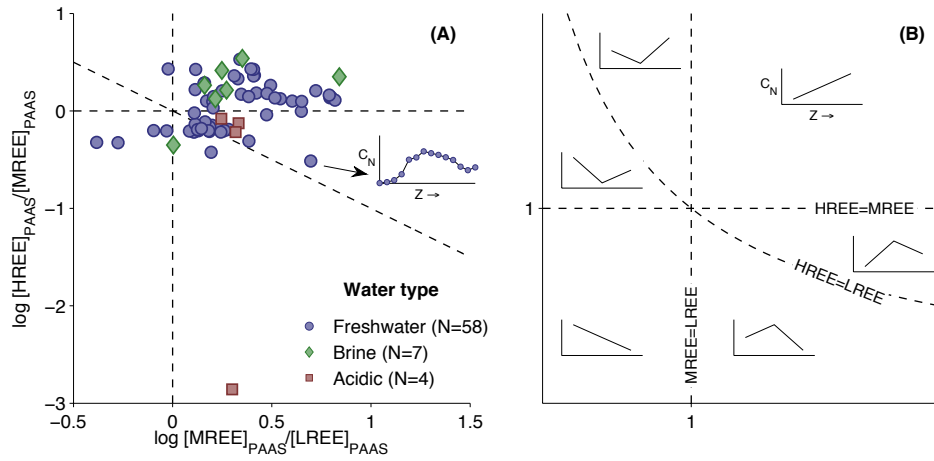 (A)
1
0.5
0
−1
−2
−3
log [HREE]PAAS/[MREE]PAAS
CN
Z →
Water type
Freshwater (N=58)
Brine (N=7)
Acidic (N=4)
−0.5
0
0.5
1
1.5
log [MREE]PAAS/[LREE]PAAS
(B)
CN
Z →
1
HREE=MREE
HREE=LREE
MREE=LREE
1